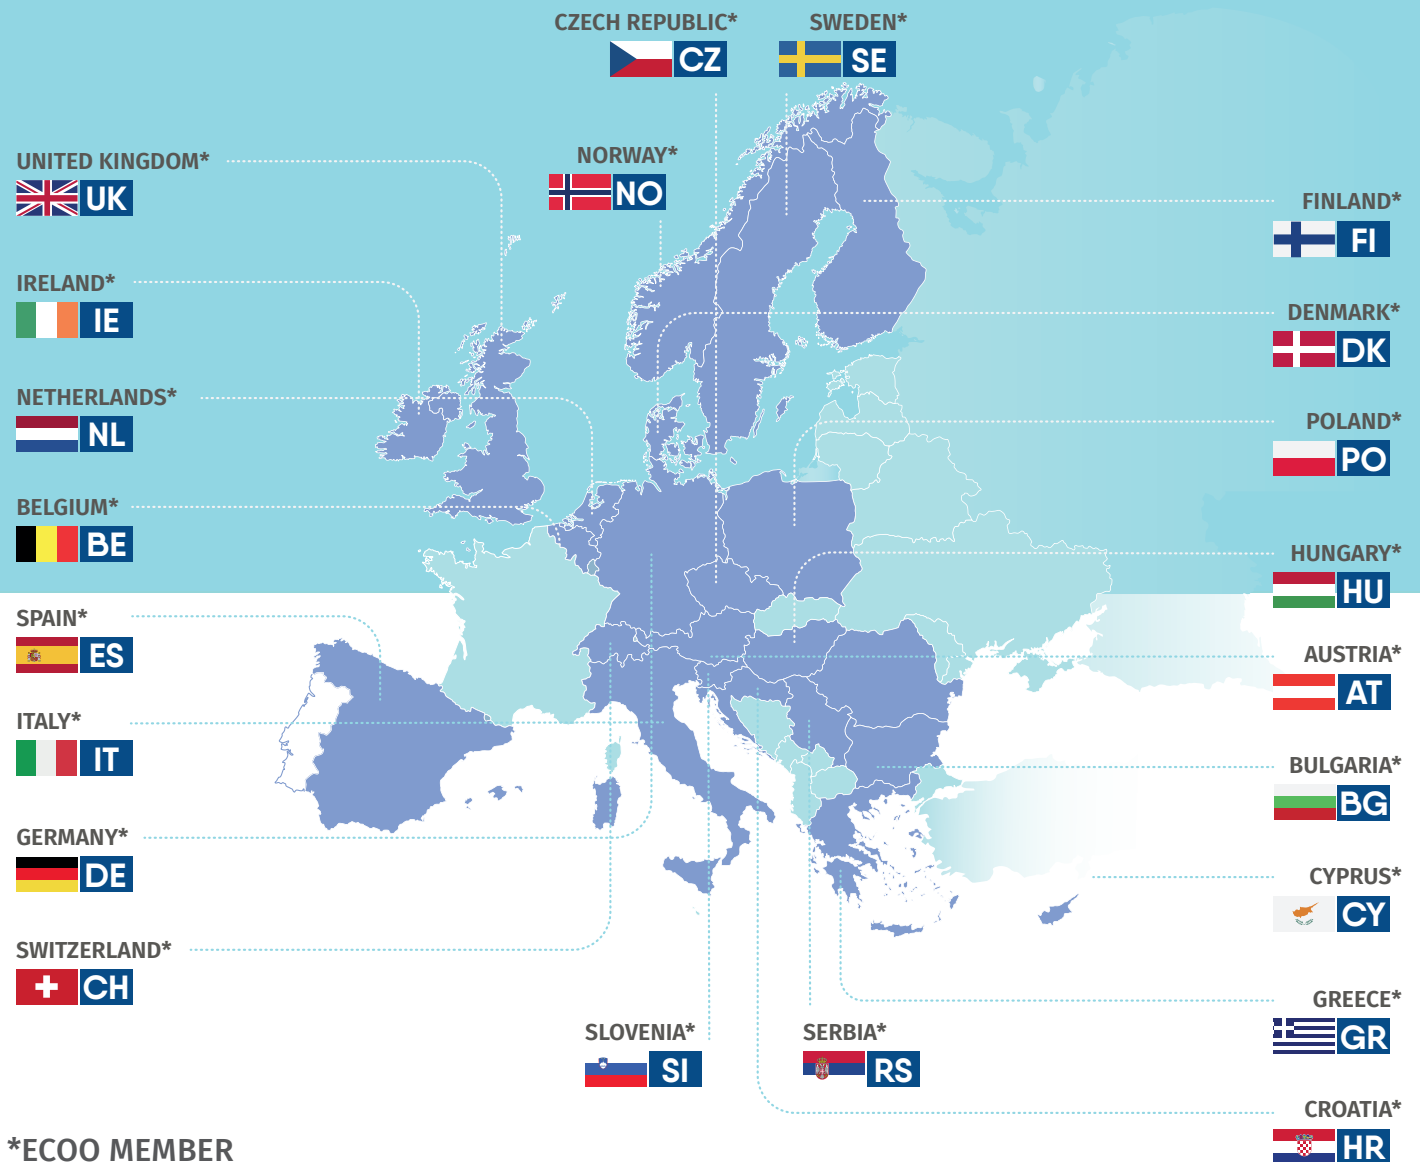 CZECH REPUBLIC*
CZ
SWEDEN*
SE
UNITED KINGDOM*
UK
NORWAY*
NO
FINLAND*
FI
IRELAND*
IE
DENMARK*
DK
NETHERLANDS*
NL
POLAND*
PO
BELGIUM*
BE
HUNGARY*
HU
SPAIN*
ES
AUSTRIA*
AT
ITALY*
IT
BULGARIA*
BG
GERMANY*
DE
CYPRUS*
CY
SWITZERLAND*
CH
GREECE*
GR
SLOVENIA*
SI
SERBIA*
RS
CROATIA*
HR
*ECOO MEMBER